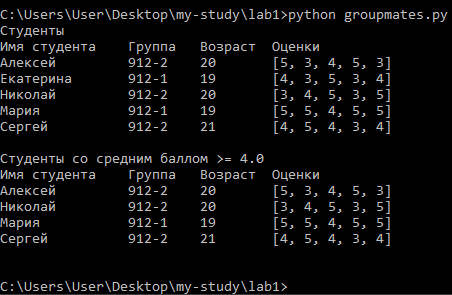 C:\Users\User\Desktop\my-study\lab1>python groupmates.py
Студенты
Имя студента    Группа    Возраст  Оценки
Алексей         912-2     20       [5, 3, 4, 5, 3]
Екатерина       912-1     19       [4, 3, 5, 3, 4]
Николай         912-2     20       [3, 4, 5, 3, 5]
Мария           912-1     19       [5, 5, 4, 5, 5]
Сергей          912-2     21       [4, 5, 4, 3, 4]
Студенты со средним баллом >= 4.0
Имя студента    Группа    Возраст  Оценки
Алексей         912-2     20       [5, 3, 4, 5, 3]
Николай         912-2     20       [3, 4, 5, 3, 5]
Мария           912-1     19       [5, 5, 4, 5, 5]
Сергей          912-2     21       [4, 5, 4, 3, 4]
C:\Users\User\Desktop\my-study\lab1>